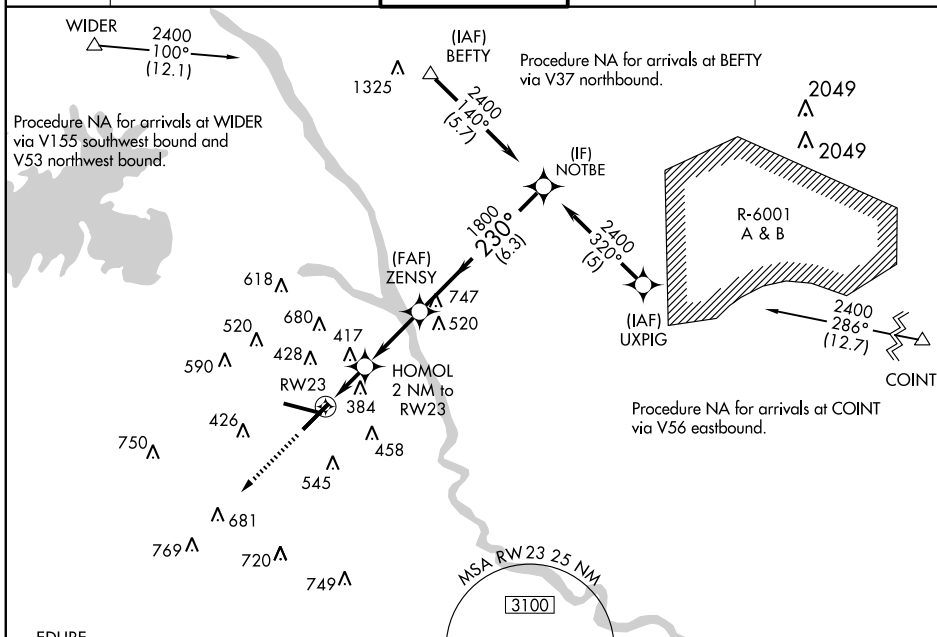 WIDER
2400
100°
(12.1)
Procedure NA for arrivals at WIDER
via V155 southwest bound and
V53 northwest bound.
1325
(IAF)
BEFTY
2400
140°
(5.7)
Procedure NA for arrivals at BEFTY
via V37 northbound.
2049
2049
(IF)
NOTBE
R-6001
A & B
1800
230°
(6.3)
2400
320°
(5)
(IAF)
UXPIG
2400
286°
(12.7)
COINT
Procedure NA for arrivals at COINT
via V56 eastbound.
(FAF)
ZENSY
747
520
618
680
520
417
590
428
HOMOL
2 NM to
RW23
RW23
384
426
458
750
545
681
769
720
749
MSA RW23 25 NM
3100